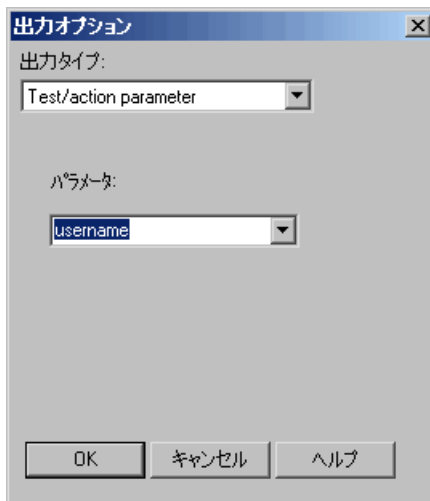 出力オプション
出力タイプ:
Test/action parameter
パラメータ:
username
OK
キャンセル
ヘルプ